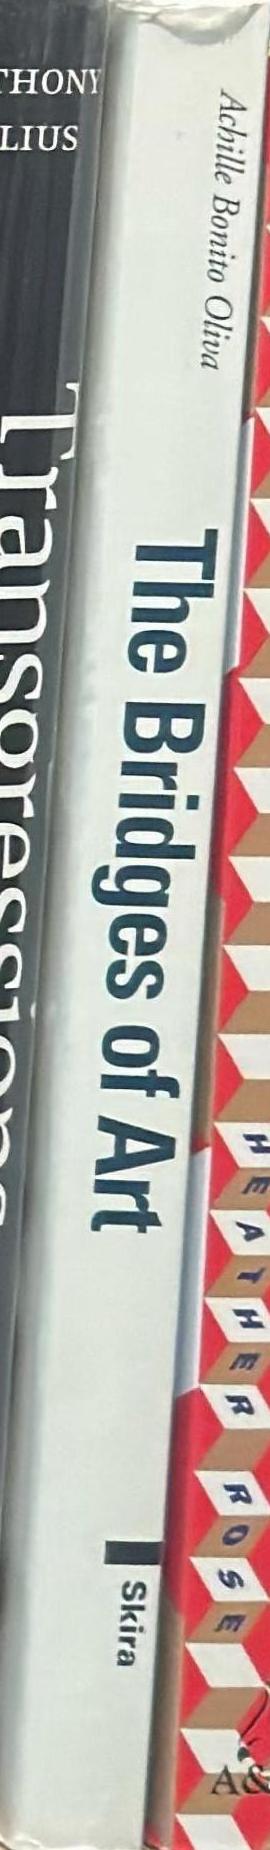 THONY
LIUS
Transgressions
Achille Bonito Oliva
The Bridges of Art
Skira
HEATHER ROSE
A&